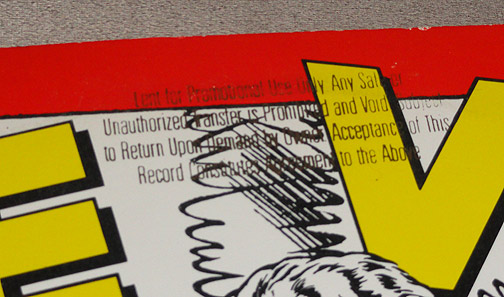 Lent for Promotional Use Only Any Sale or
Unauthorized Transfer is Prohibited and Void Subject
to Return Upon Demand by Owner Acceptance of This
Record Constitutes Agreement to the Above